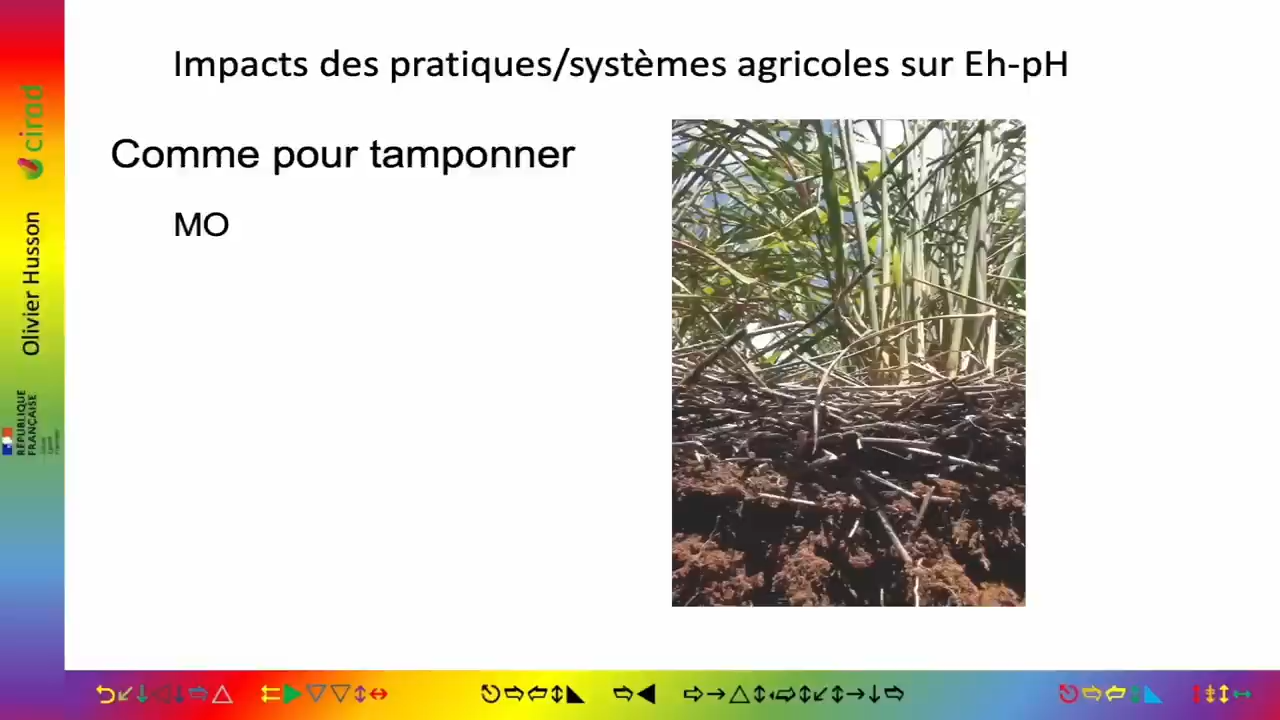 Impacts des pratiques/systèmes agricoles sur Eh-pH
Comme pour tamponner
MO
cirad
Olivier Husson
RÉPUBLIQUE
FRANÇAISE